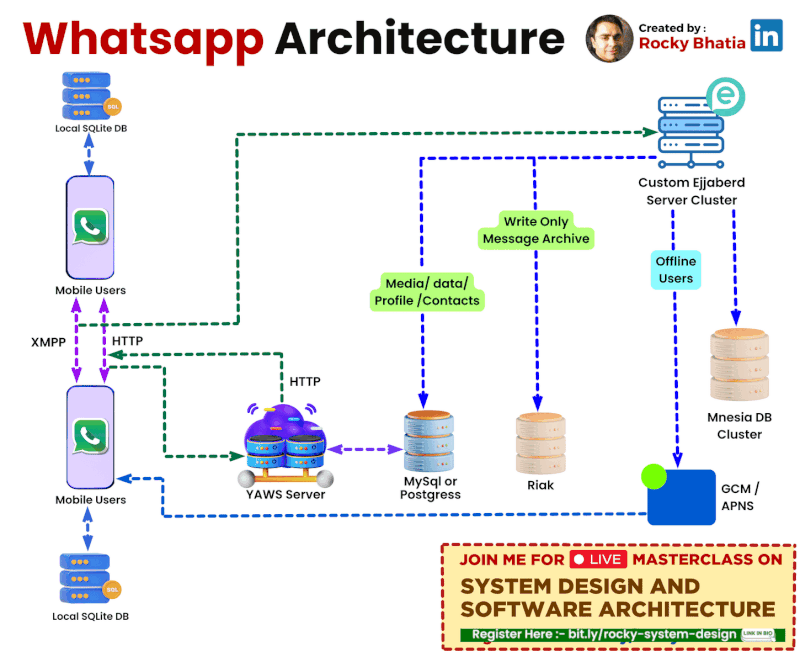 Whatsapp Architecture
Created by :
Rocky Bhatia
in
SQL
Local SQLite DB
Mobile Users
XMPP
HTTP
Mobile Users
SQL
Local SQLite DB
HTTP
YAWS Server
Media/ data/
Profile /Contacts
MySql or
Postgress
Write Only
Message Archive
Riak
e
Custom Ejjaberd
Server Cluster
Offline
Users
Mnesia DB
Cluster
GCM /
APNS
JOIN ME FOR LIVE MASTERCLASS ON
SYSTEM DESIGN AND
SOFTWARE ARCHITECTURE
Register Here :- bit.ly/rocky-system-design LINK IN BIO